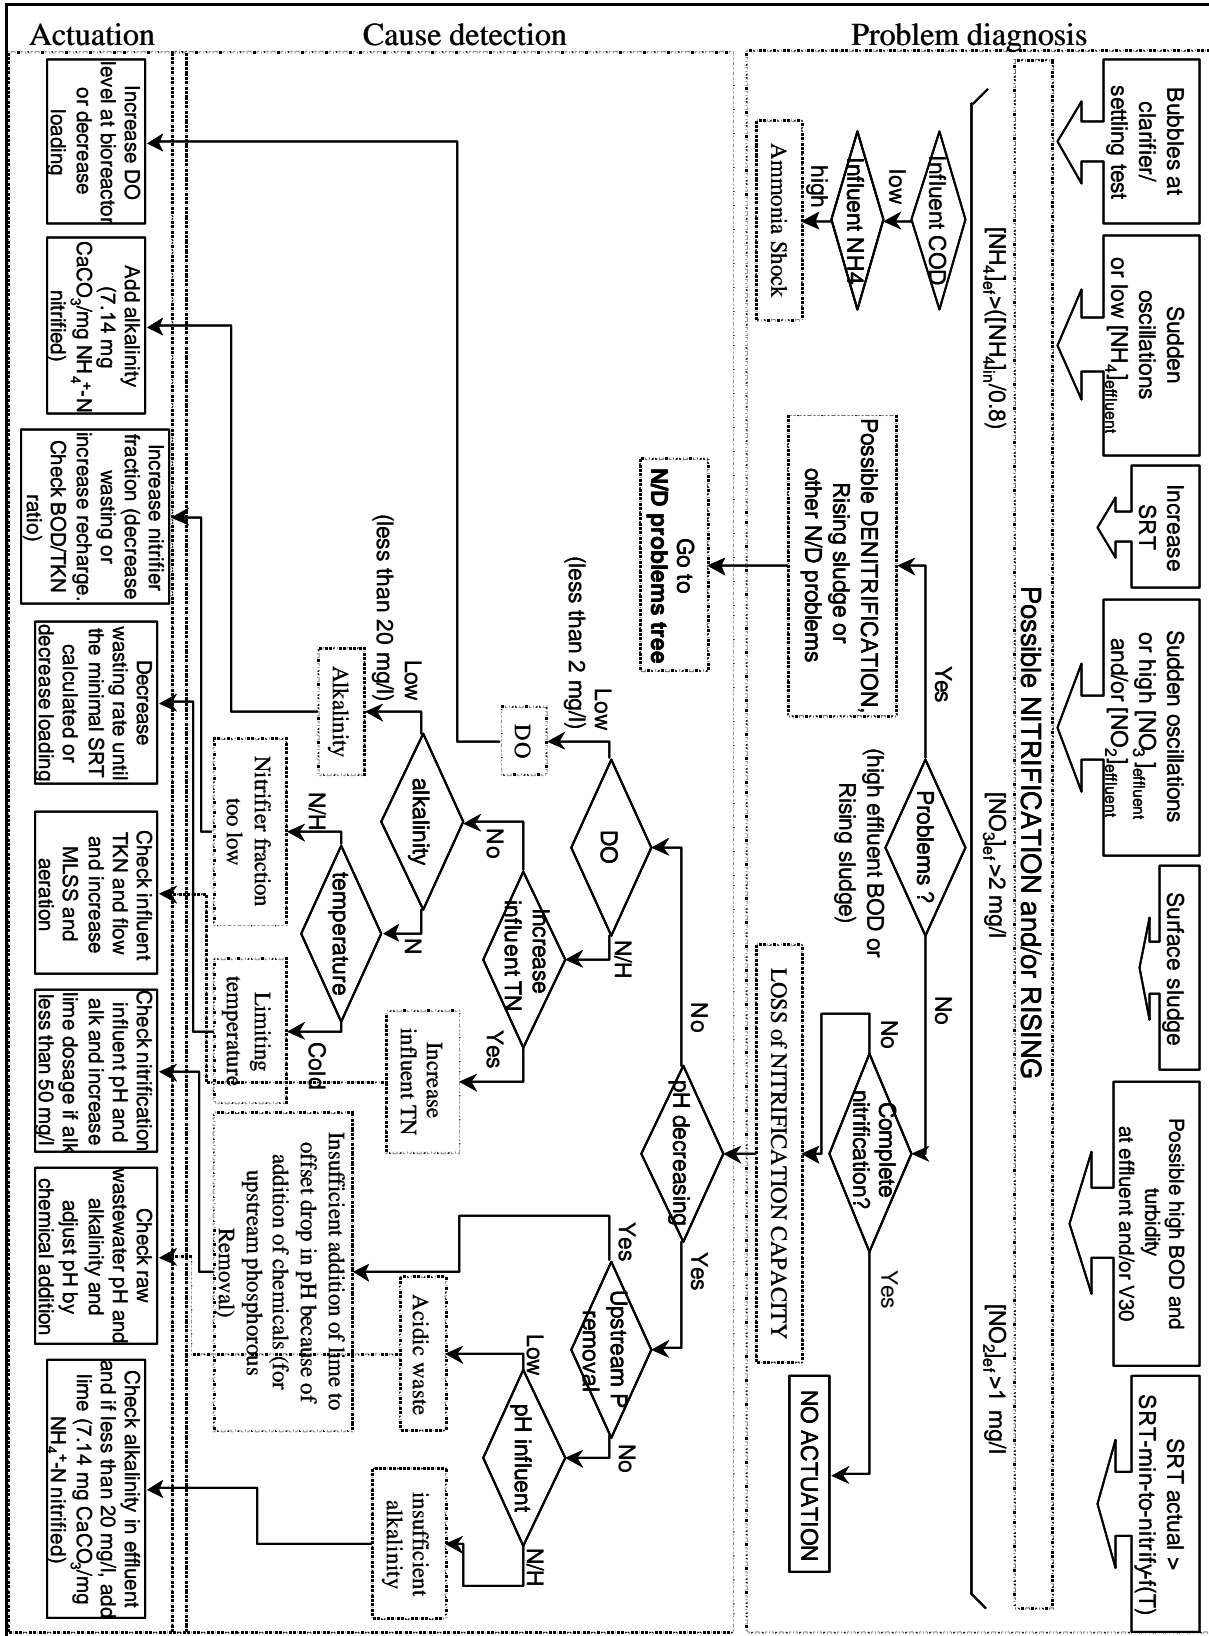 Problem diagnosis
Bubbles at
clarifier/
settling test
Sudden
oscillations
or low [NH4]effluent
Increase
SRT
Sudden oscillations
or high [NO3]effluent
and/or [NO2]effluent
Surface sludge
Possible high BOD and
turbidity
at effluent and/or V30
SRT actual >
SRT-min-to-nitrify-f(T)
Possible NITRIFICATION and/or RISING
[NH4]ef>([NH4]in/0.8)
[NO3]ef>2 mg/l
[NO2]ef>1 mg/l
Influent COD
low
Influent NH4
high
Ammonia Shock
Problems ?
Yes
(high effluent BOD or
Rising sludge)
No
Possible DENITRIFICATION,
Rising sludge or
other N/D problems
Complete
nitrification?
No
Yes
LOSS of NITRIFICATION CAPACITY
NO ACTUATION
Cause detection
Go to
N/D problems tree
pH decreasing
No
Yes
DO
Low
(less than 2 mg/l)
N/H
DO
Upstream P
removal
Yes
No
Increase
influent TN
No
Yes
pH influent
Low
N/H
alkalinity
Low
(less than 20 mg/l)
N
Alkalinity
Increase
influent TN
Acidic waste
insufficient
alkalinity
temperature
N/H
Cold
Nitrifier fraction
too low
Limiting
temperature
Insufficient addition of lime to
offset drop in pH because of
addition of chemicals (for
upstream phosphorous
Removal)
Actuation
Increase DO
level at bioreactor
or decrease
loading
Add alkalinity
(7.14 mg
CaCO3/mg NH4+-N
nitrified)
Increase nitrifier
fraction (decrease
wasting or
increase recharge.
Check BOD/TKN
ratio)
Decrease
wasting rate until
the minimal SRT
calculated or
decrease loading
Check influent
TKN and flow
and increase
MLSS and
aeration
Check nitrification
influent pH and
alk and increase
lime dosage if alk
less than 50 mg/l
Check raw
wastewater pH and
alkalinity and
adjust pH by
chemical addition
Check alkalinity in effluent
and if less than 20 mg/l, add
lime (7.14 mg CaCO3/mg
NH4+-N nitrified)